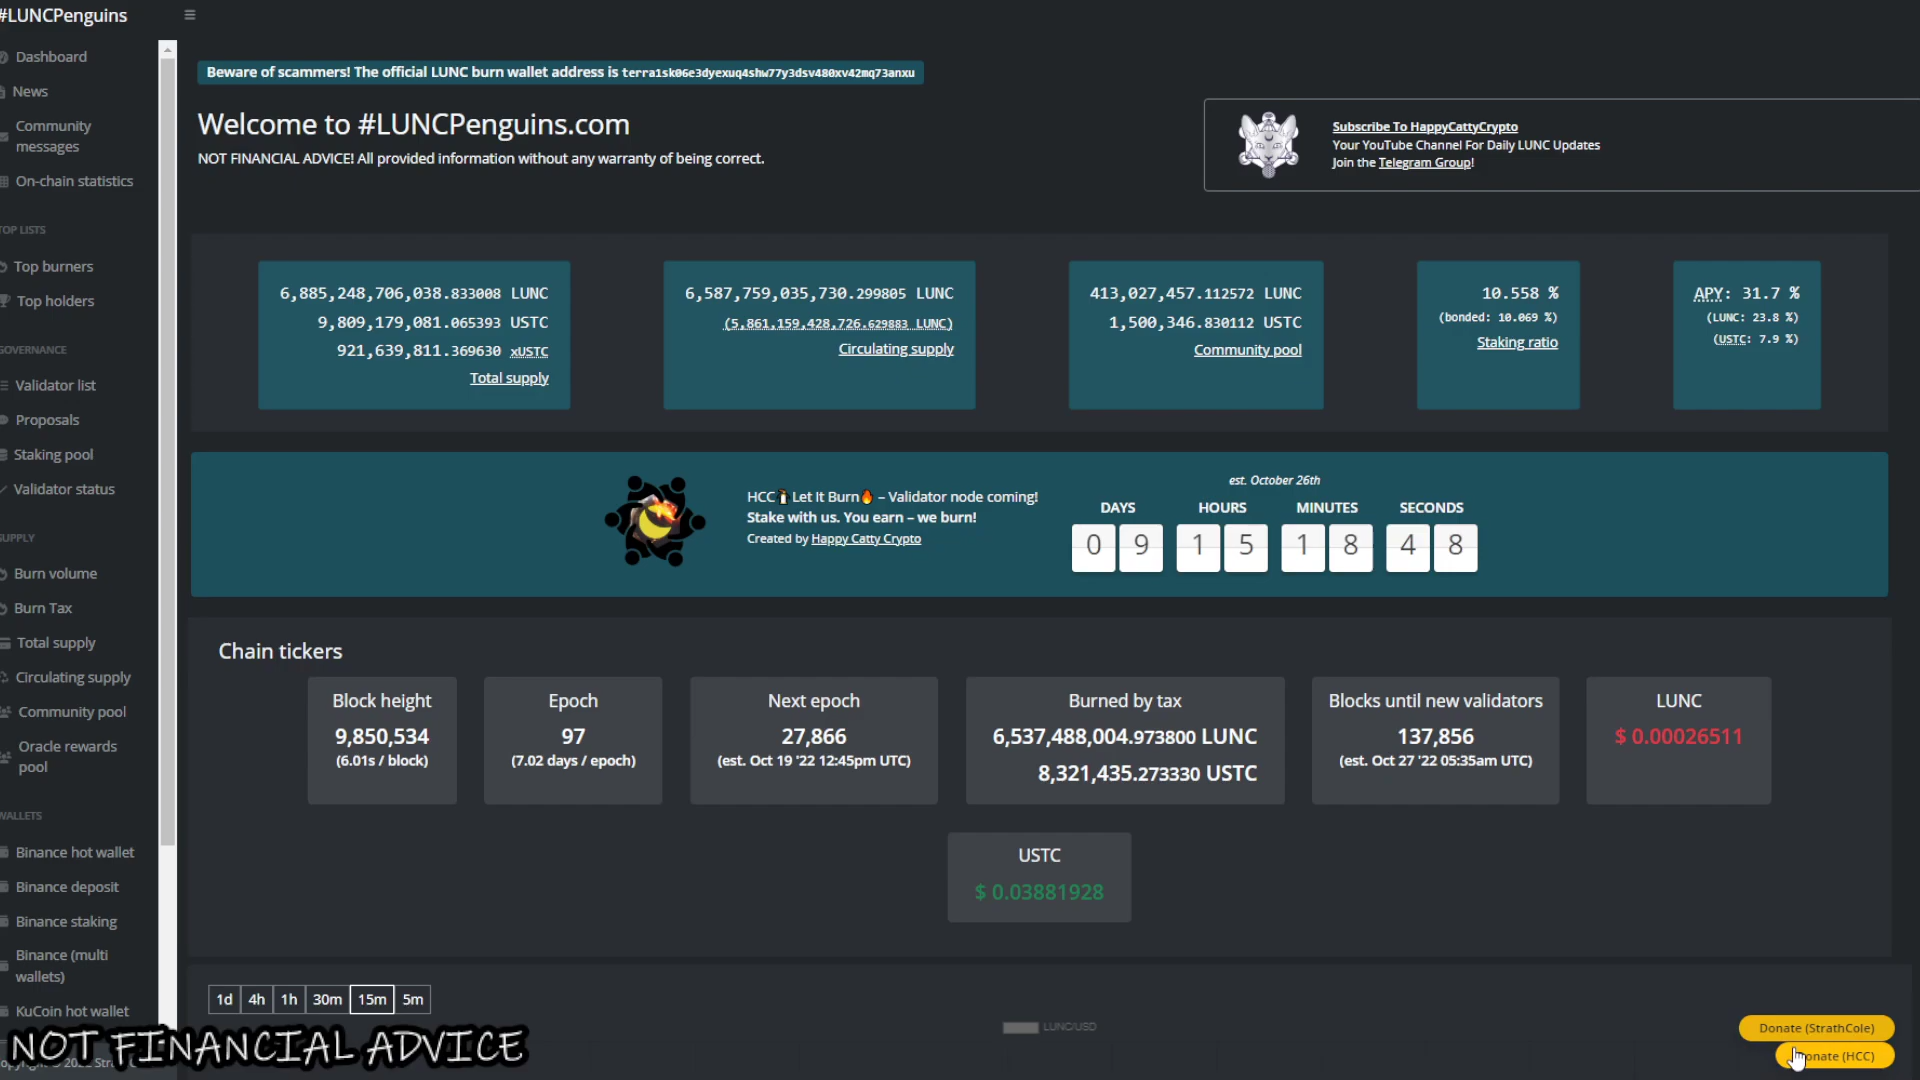 #LUNCPenguins
Dashboard
News
Community
messages
On-chain statistics
TOP LISTS
Top burners
Top holders
GOVERNANCE
Validator list
Proposals
Staking pool
Validator status
SUPPLY
Burn volume
Burn Tax
Total supply
Circulating supply
Community pool
Oracle rewards
pool
WALLETS
Binance hot wallet
Binance deposit
Binance staking
Binance (multi
wallets)
KuCoin hot wallet
Beware of scammers! The official LUNC burn wallet address is terra1sk06e3dyexuq4shw77y3dsv480xv42mq73anxu
Welcome to #LUNCPenguins.com
NOT FINANCIAL ADVICE! All provided information without any warranty of being correct.
Subscribe To HappyCattyCrypto
Your YouTube Channel For Daily LUNC Updates
Join the Telegram Group!
6,885,248,706,038.833008 LUNC
9,809,179,081.065393 USTC
921,639,811.369630 xUSTC
Total supply
6,587,759,035,730.299805 LUNC
(5,861,159,428,726.629883 LUNC)
Circulating supply
413,027,457.112572 LUNC
1,500,346.830112 USTC
Community pool
10.558 %
(bonded: 10.069 %)
Staking ratio
APY: 31.7 %
(LUNC: 23.8 %)
(USTC: 7.9 %)
HCC🕯Let It Burn🔥 – Validator node coming!
Stake with us. You earn – we burn!
Created by Happy Catty Crypto
est. October 26th
DAYS HOURS MINUTES SECONDS
0 9 1 5 1 8 4 8
Chain tickers
Block height
9,850,534
(6.01s / block)
Epoch
97
(7.02 days / epoch)
Next epoch
27,866
(est. Oct 19 '22 12:45pm UTC)
Burned by tax
6,537,488,004.973800 LUNC
8,321,435.273330 USTC
Blocks until new validators
137,856
(est. Oct 27 '22 05:35am UTC)
LUNC
$ 0.00026511
USTC
$ 0.03881928
1d 4h 1h 30m 15m 5m
LUNC/USD
Donate (StrathCole)
onate (HCC)
NOT FINANCIAL ADVICE